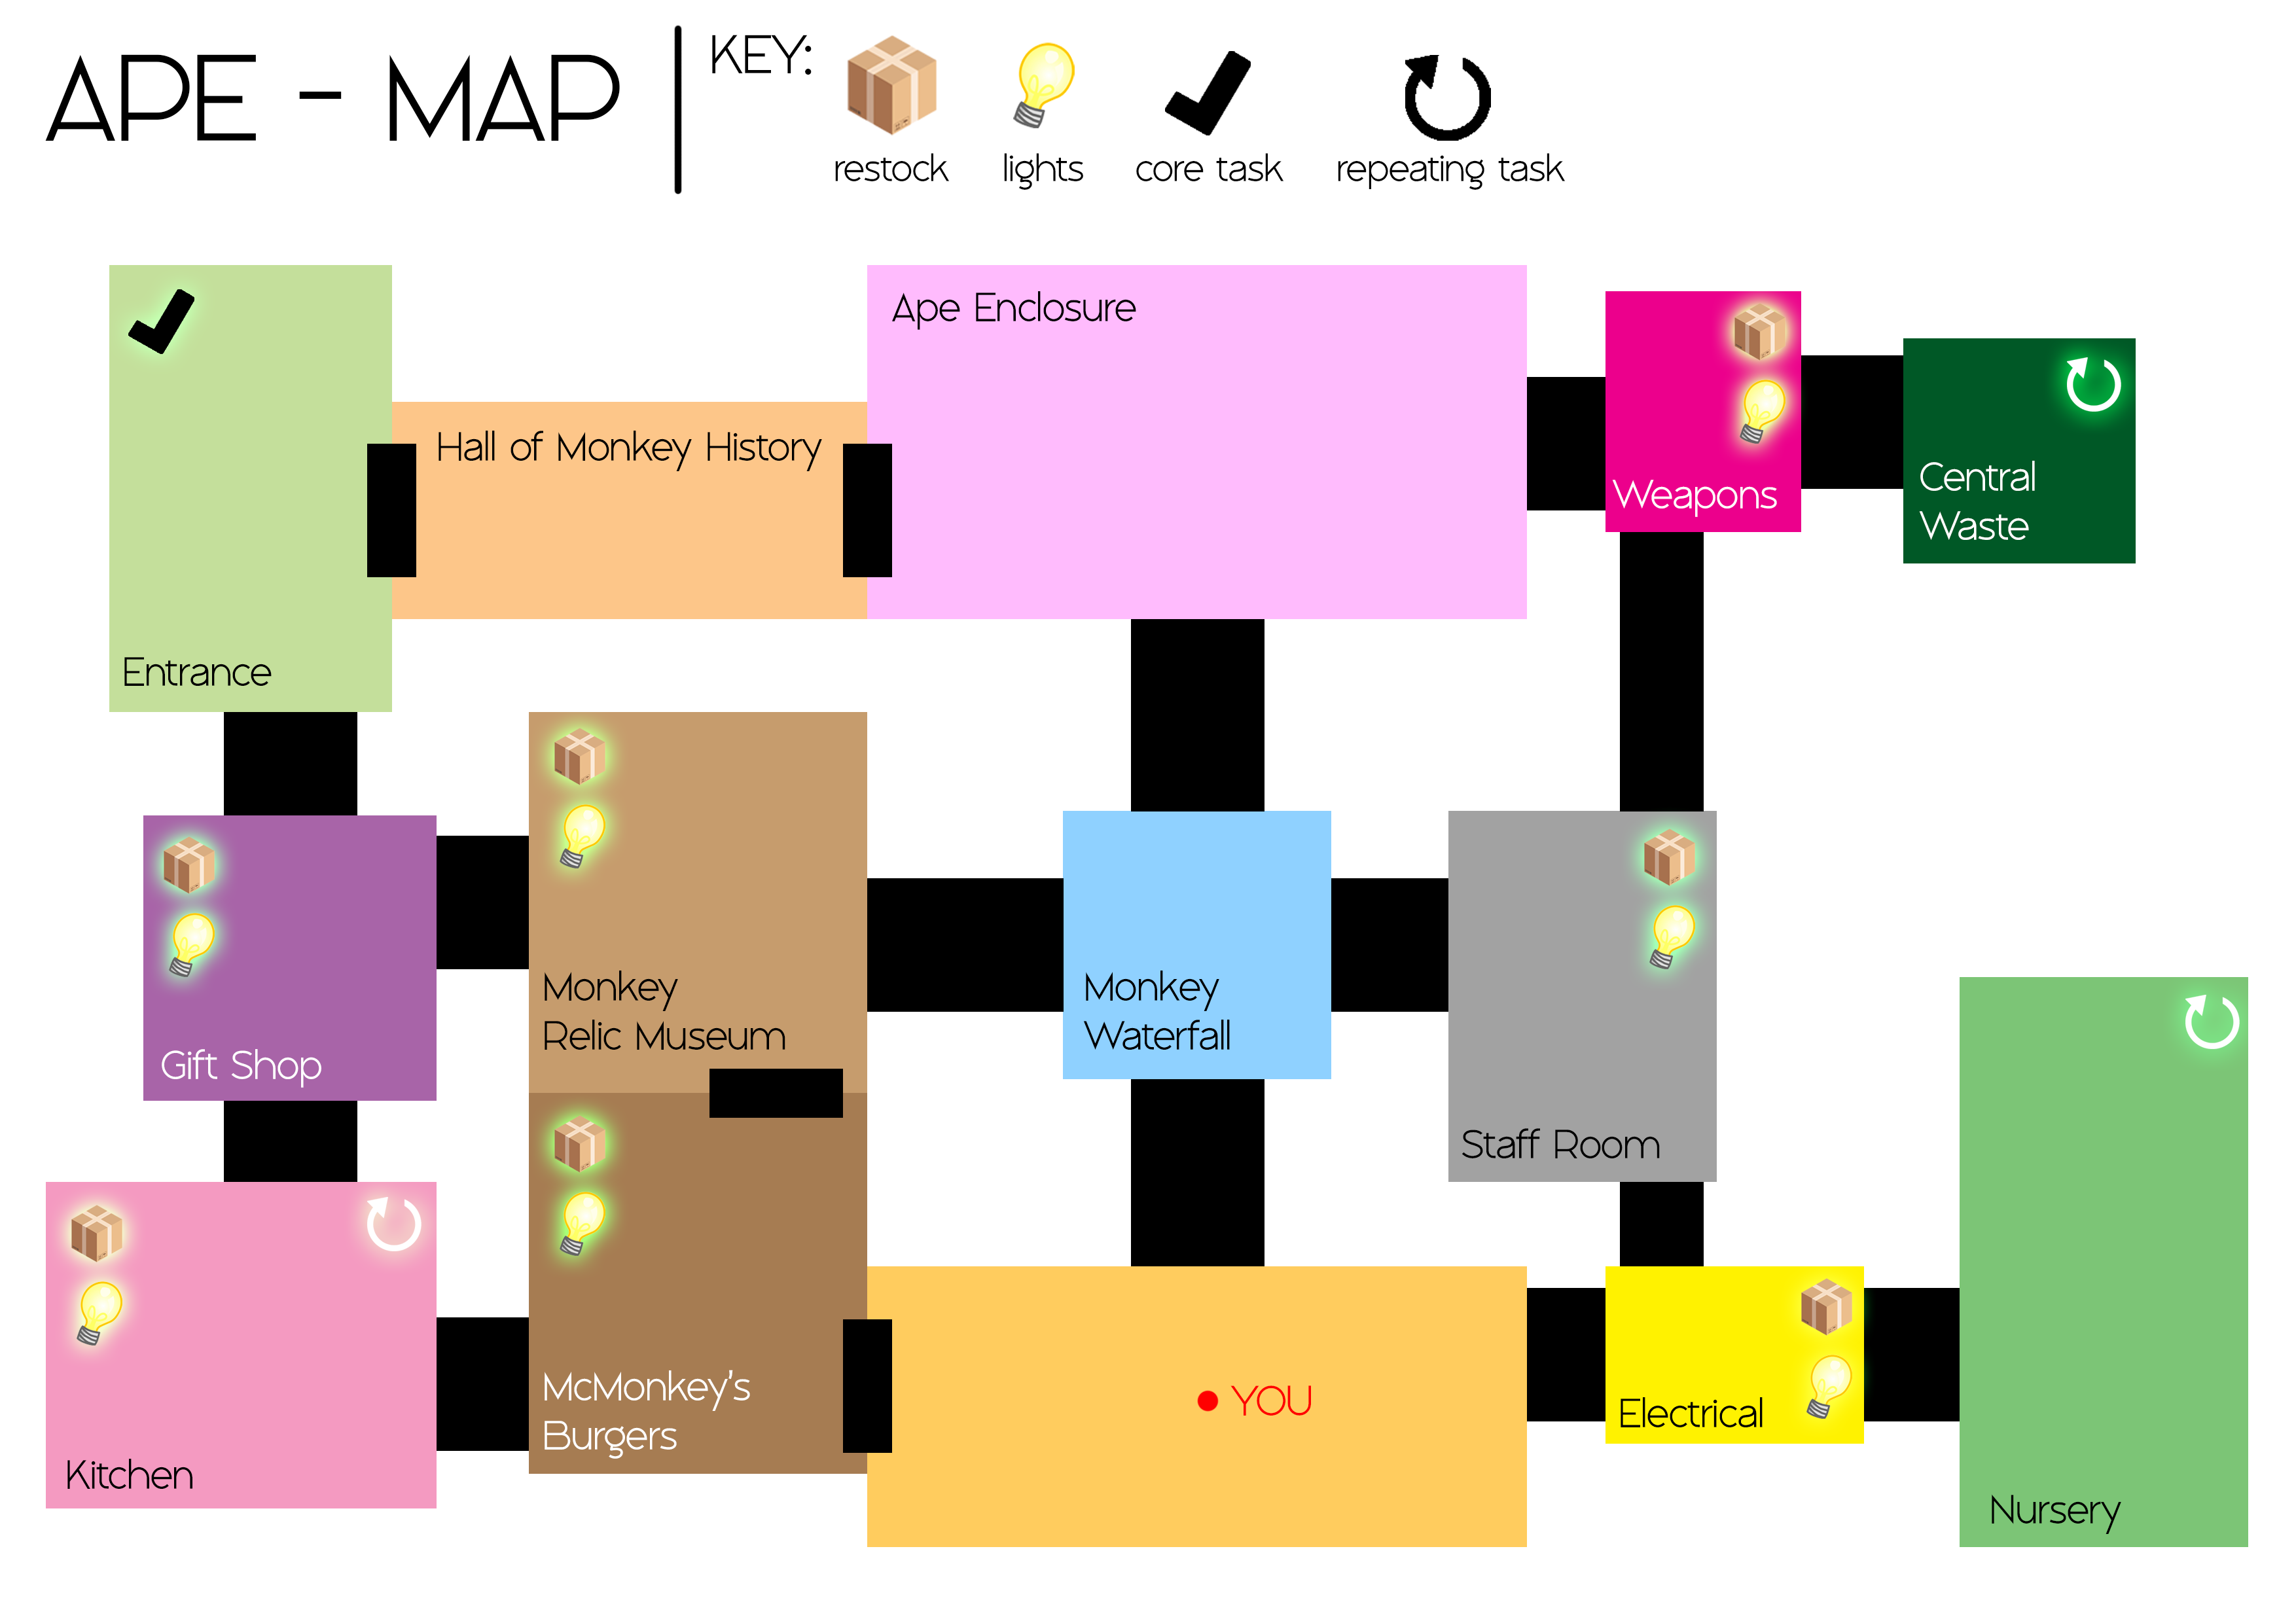 APE - MAP
KEY:
restock
lights
core task
repeating task
Ape Enclosure
Hall of Monkey History
Weapons
Central
Waste
Entrance
Monkey
Relic Museum
Monkey
Waterfall
Gift Shop
Staff Room
McMonkey's
Burgers
YOU
Electrical
Kitchen
Nursery